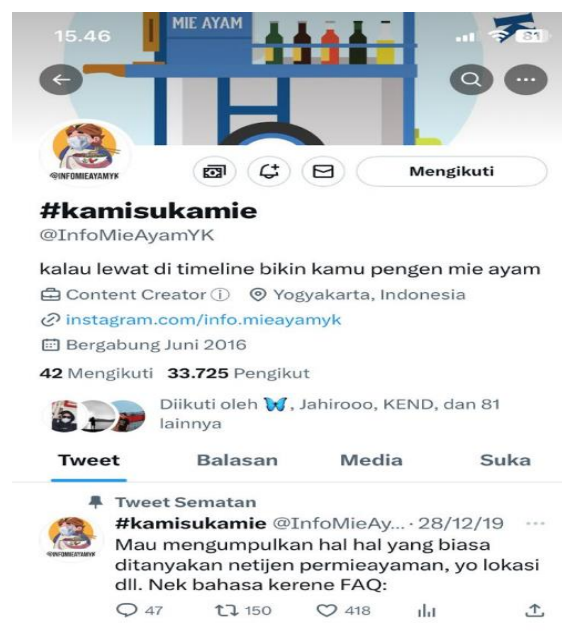 15.46
MIE AYAM
81
@INFOMIEAYAMYK
Mengikuti
#kamisukamie
@InfoMieAyamYK
kalau lewat di timeline bikin kamu pengen mie ayam
Content Creator Yogyakarta, Indonesia
instagram.com/info.mieayamyk
Bergabung Juni 2016
42 Mengikuti 33.725 Pengikut
Diikuti oleh 🦋, Jahirooo, KEND, dan 81
lainnya
Tweet Balasan Media Suka
Tweet Sematan
#kamisukamie @InfoMieAy... · 28/12/19 ...
Mau mengumpulkan hal hal yang biasa
ditanyakan netijen permieayaman, yo lokasi
dll. Nek bahasa kerene FAQ:
@INFOMIEAYAMYK
47 150 418